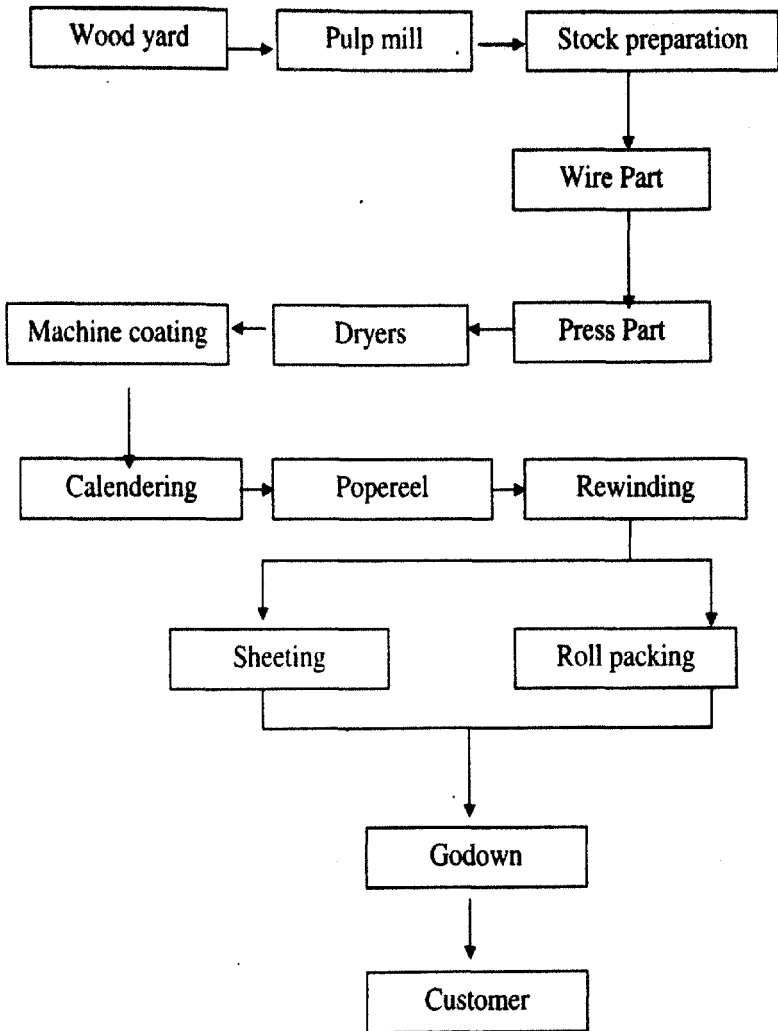 Wood yard
Pulp mill
Stock preparation
Wire Part
Press Part
Dryers
Machine coating
Calendering
Popereel
Rewinding
Sheeting
Roll packing
Godown
Customer